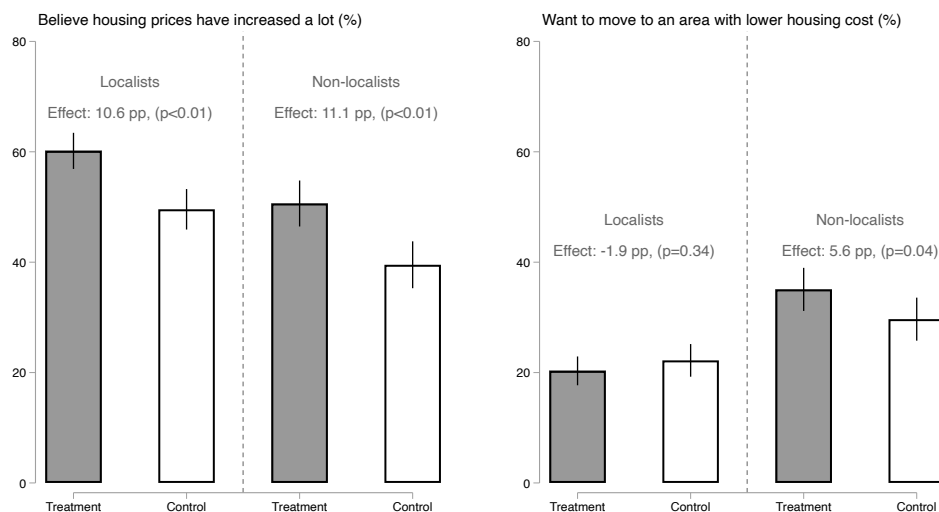 Believe housing prices have increased a lot (%)
80
60
40
20
0
Localists
Effect: 10.6 pp, (p<0.01)
Non-localists
Effect: 11.1 pp, (p<0.01)
Treatment
Control
Treatment
Control
Want to move to an area with lower housing cost (%)
80
60
40
20
0
Localists
Effect: -1.9 pp, (p=0.34)
Non-localists
Effect: 5.6 pp, (p=0.04)
Treatment
Control
Treatment
Control